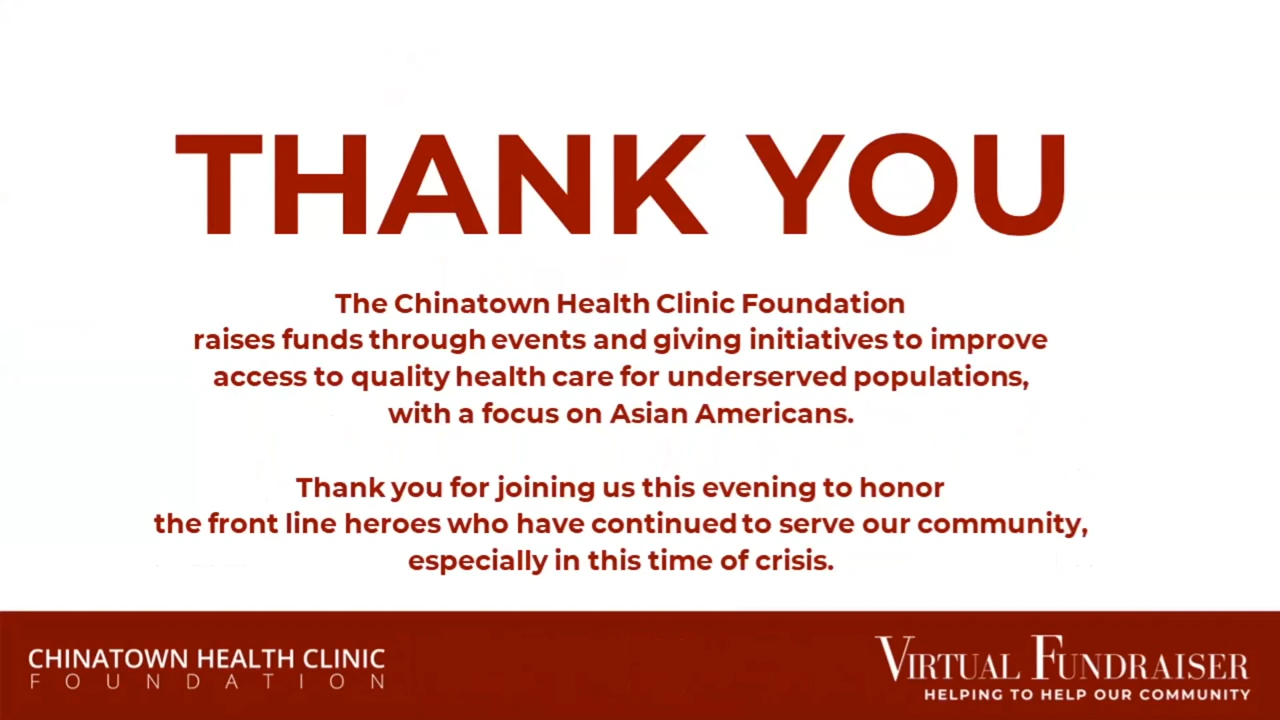 THANK YOU
The Chinatown Health Clinic Foundation
raises funds through events and giving initiatives to improve
access to quality health care for underserved populations,
with a focus on Asian Americans.
Thank you for joining us this evening to honor
the front line heroes who have continued to serve our community,
especially in this time of crisis.
CHINATOWN HEALTH CLINIC
FOUNDATION
VIRTUAL FUNDRAISER
HELPING TO HELP OUR COMMUNITY